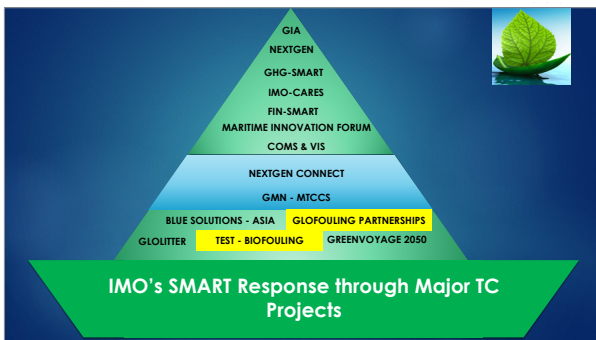 GIA
NEXTGEN
GHG-SMART
IMO-CARES
FIN-SMART
MARITIME INNOVATION FORUM
COMS & VIS
NEXTGEN CONNECT
GMN - MTCCS
BLUE SOLUTIONS - ASIA GLOFOULING PARTNERSHIPS
GLOLITTER TEST - BIOFOULING GREENVOYAGE 2050
IMO's SMART Response through Major TC
Projects